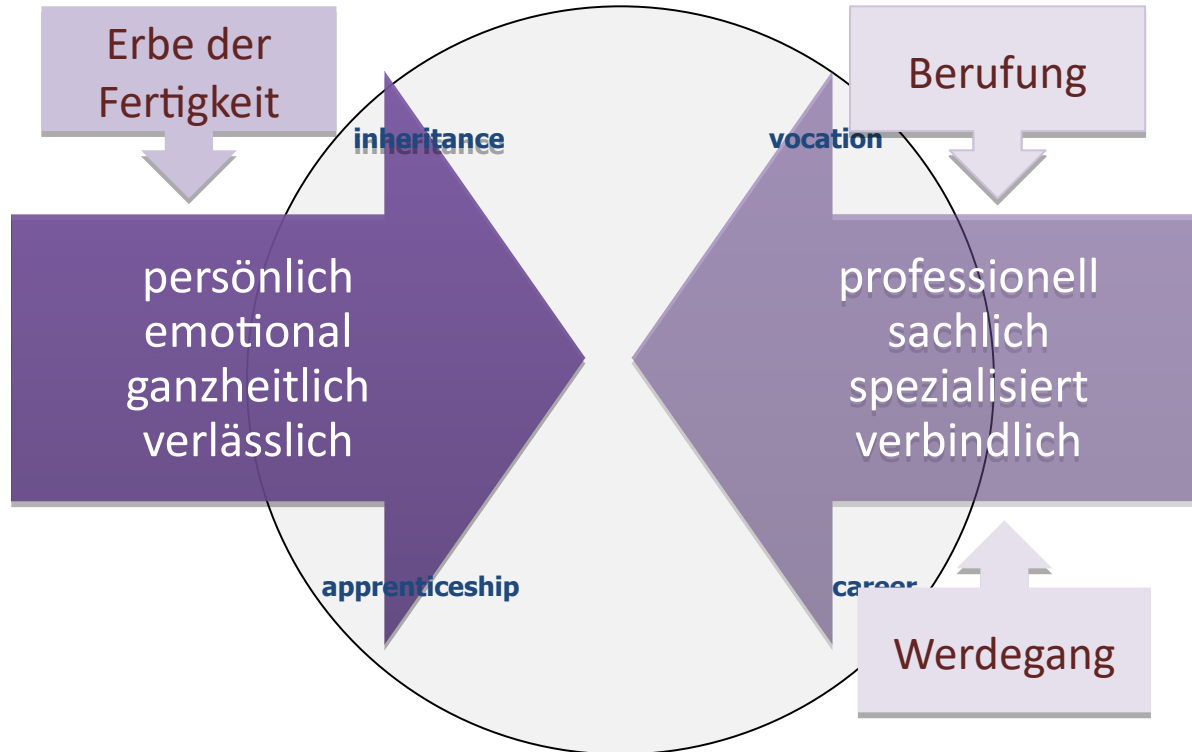 Erbe der
Fertigkeit
Berufung
inheritance
vocation
persönlich
emotional
ganzheitlich
verlässlich
professionell
sachlich
spezialisiert
verbindlich
apprenticeship
career
Werdegang